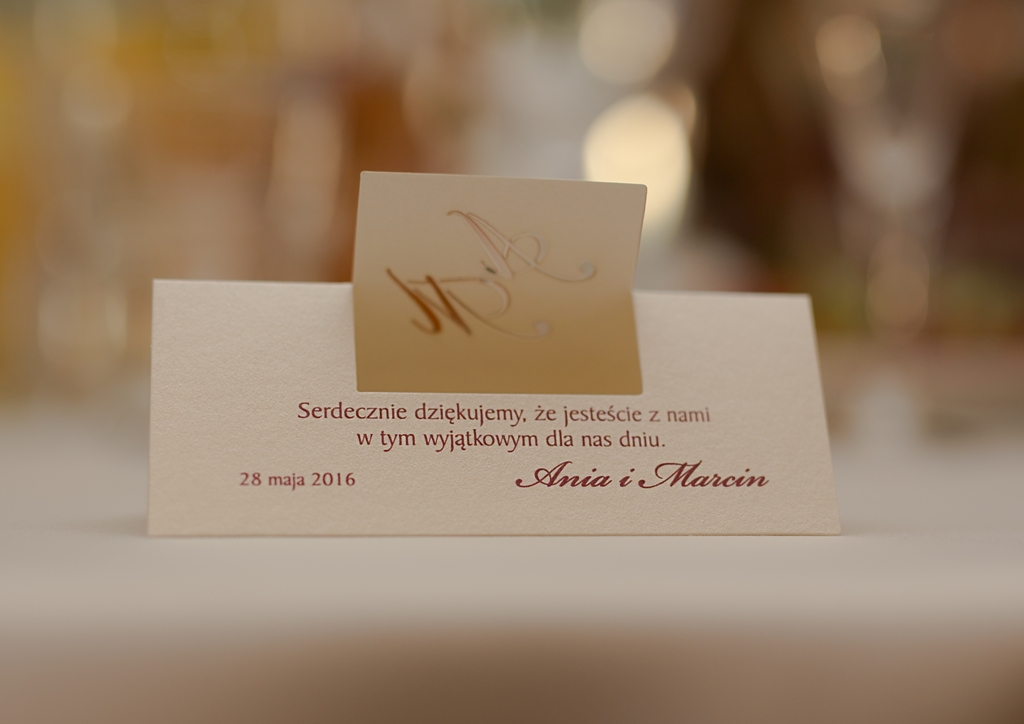 A
M
Serdecznie dziękujemy, że jesteście z nami
w tym wyjątkowym dla nas dniu.
28 maja 2016 Ania i Marcin